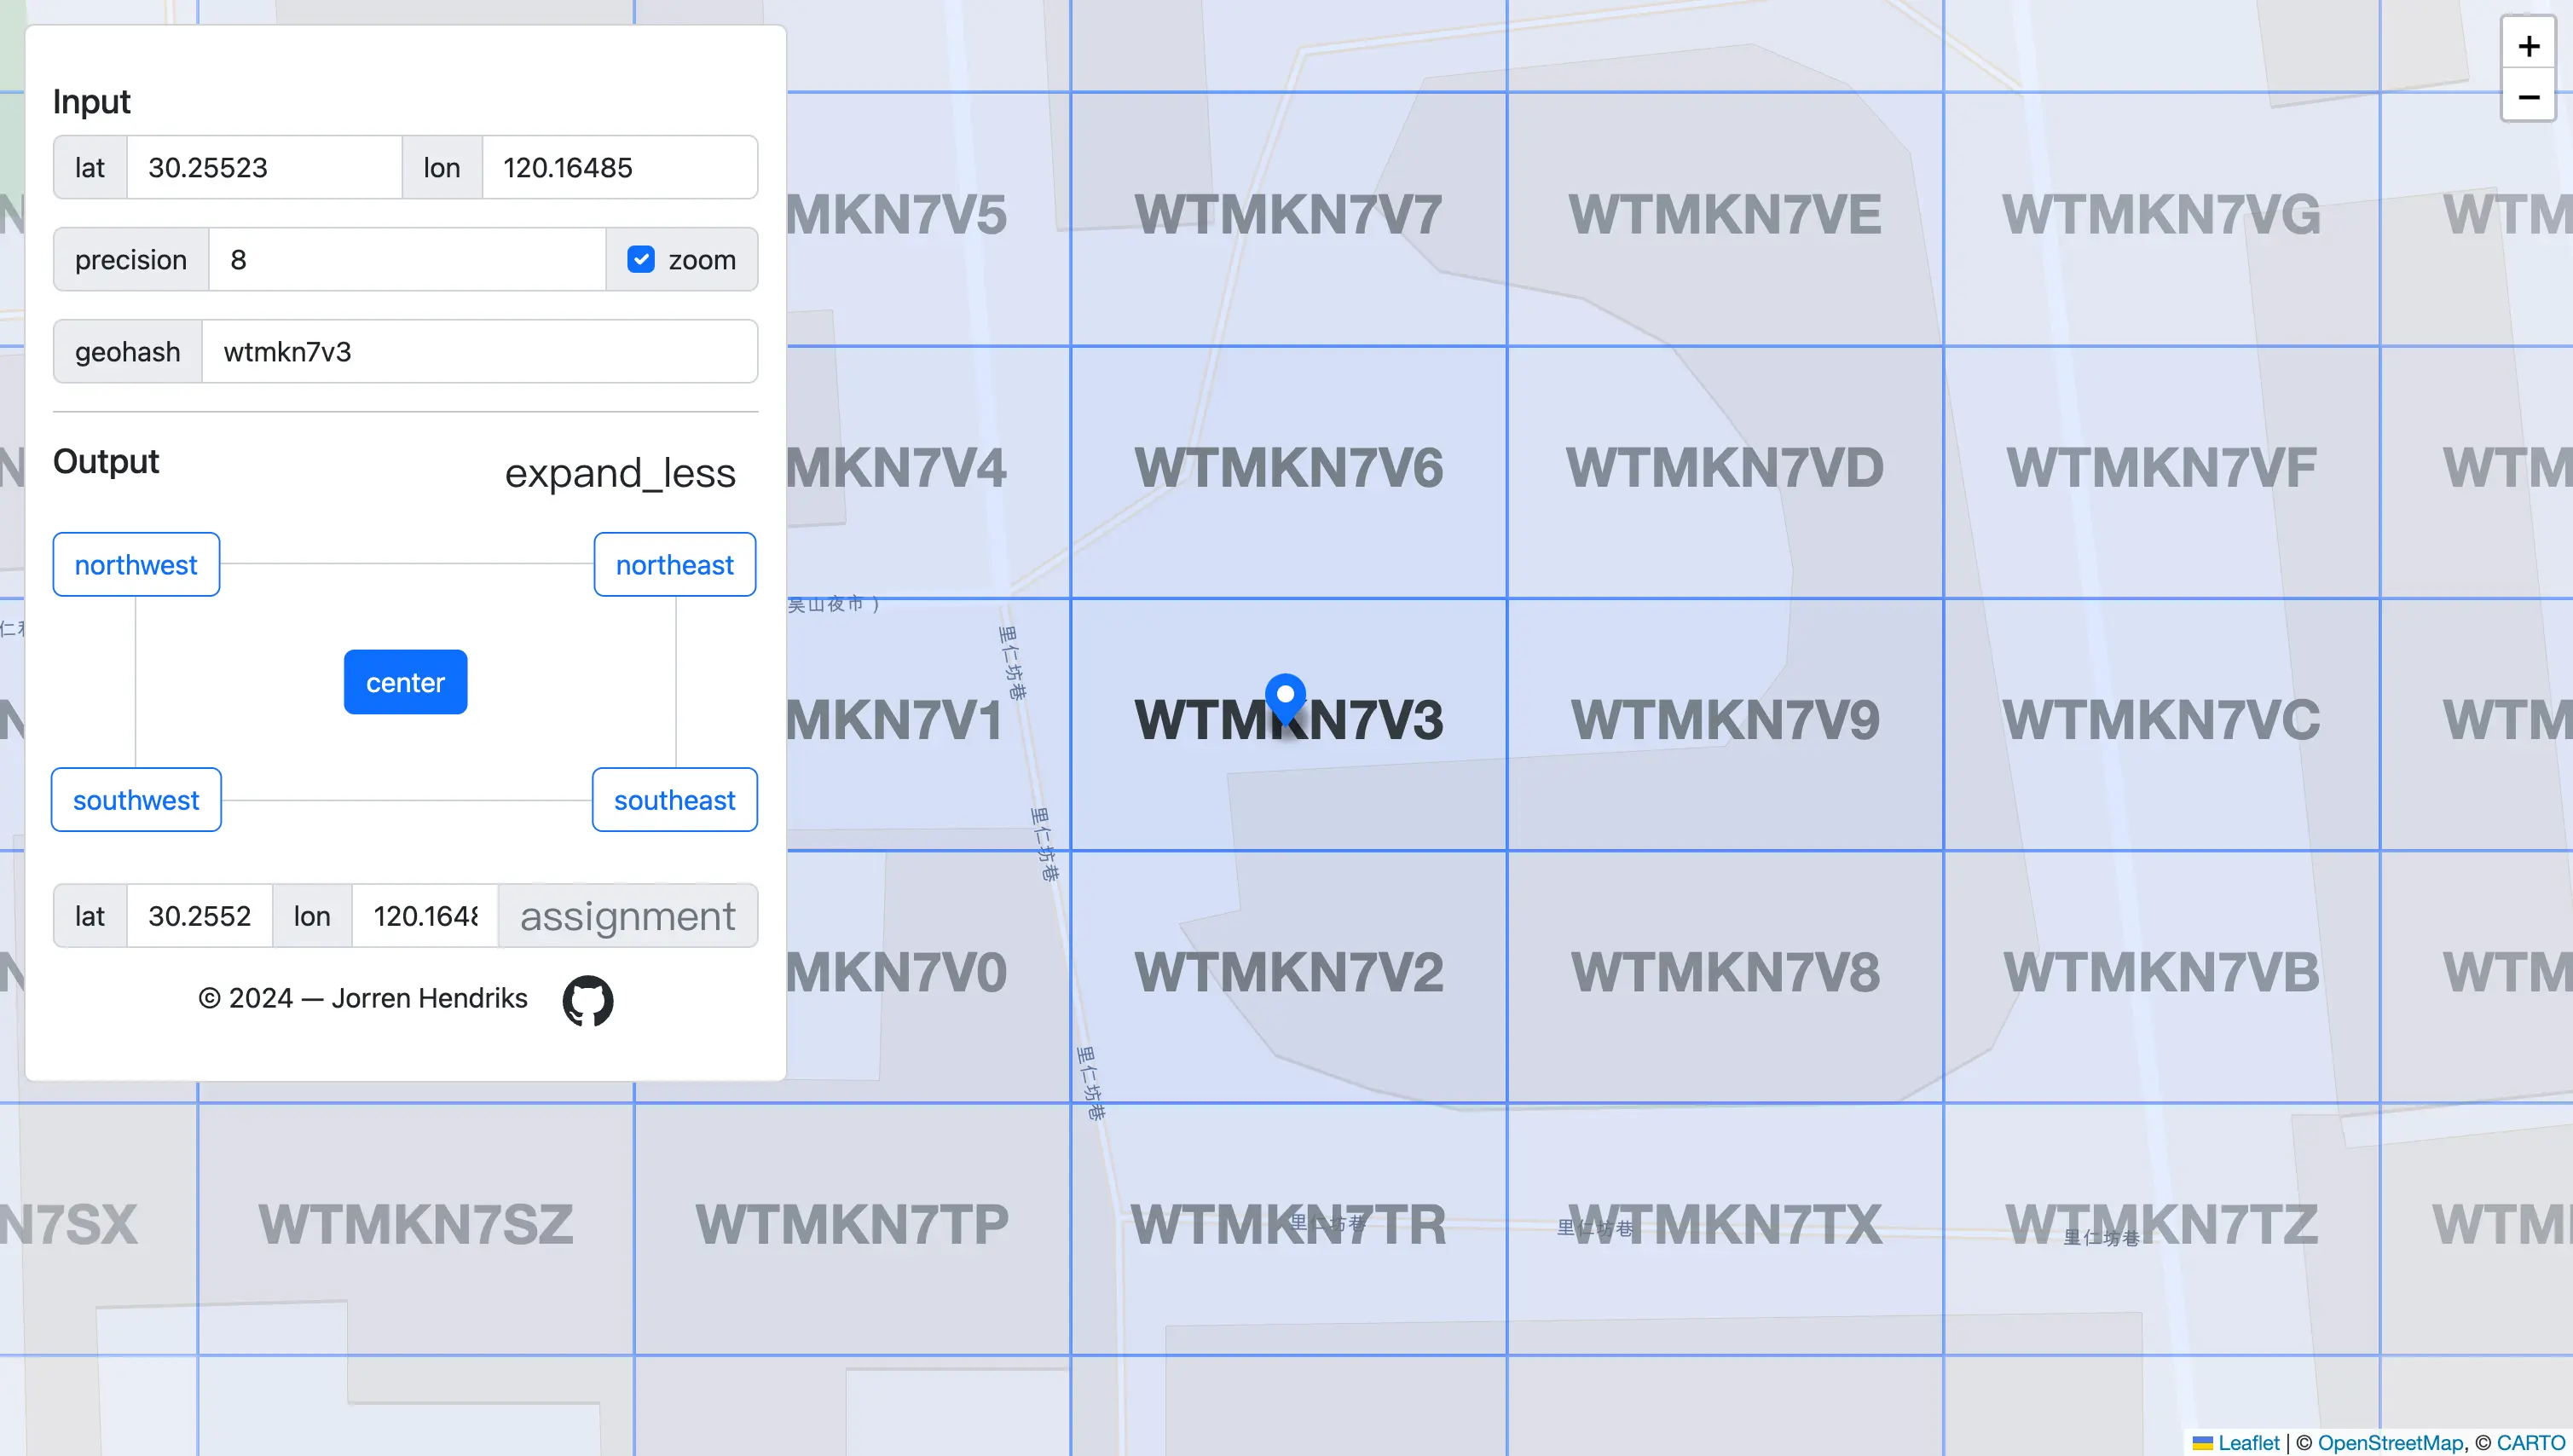 Input
lat 30.25523 lon 120.16485
precision 8 zoom
geohash wtmkn7v3
Output expand_less
northwest northeast
center
southwest southeast
lat 30.2552 lon 120.1648 assignment
© 2024 — Jorren Hendriks
MKN7V5 WTMKN7V7 WTMKN7VE WTMKN7VG WTM
N MKN7V4 WTMKN7V6 WTMKN7VD WTMKN7VF WTM
吴山夜市 )
里仁坊巷
N MKN7V1 WTMKN7V3 WTMKN7V9 WTMKN7VC WTM
里仁坊巷
N MKN7V0 WTMKN7V2 WTMKN7V8 WTMKN7VB WTM
里仁坊巷
N7SX WTMKN7SZ WTMKN7TP WTMKN7TR WTMKN7TX WTMKN7TZ WTM
里仁坊巷 里仁坊巷 里仁坊巷
+
−
Leaflet | © OpenStreetMap, © CARTO